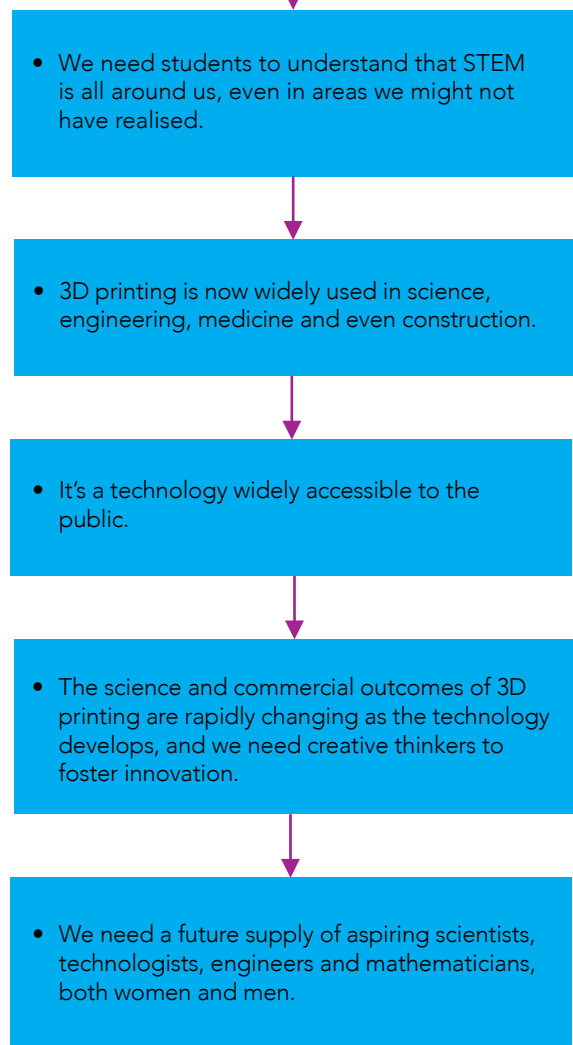 • We need students to understand that STEM
is all around us, even in areas we might not
have realised.
• 3D printing is now widely used in science,
engineering, medicine and even construction.
• It’s a technology widely accessible to the
public.
• The science and commercial outcomes of 3D
printing are rapidly changing as the technology
develops, and we need creative thinkers to
foster innovation.
• We need a future supply of aspiring scientists,
technologists, engineers and mathematicians,
both women and men.